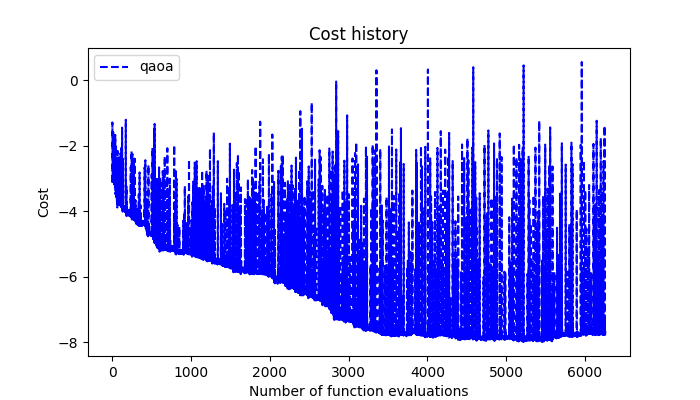 Cost history
qaoa
0
−2
−4
−6
−8
Cost
0 1000 2000 3000 4000 5000 6000
Number of function evaluations